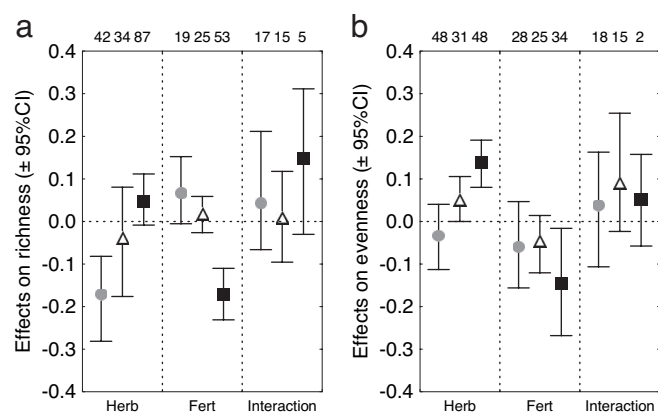 a
42 34 87 19 25 53 17 15 5
Effects on richness (± 95%CI)
0.4
0.3
0.2
0.1
0.0
-0.1
-0.2
-0.3
-0.4
Herb Fert Interaction
b
48 31 48 28 25 34 18 15 2
Effects on evenness (± 95%CI)
0.4
0.3
0.2
0.1
0.0
-0.1
-0.2
-0.3
-0.4
Herb Fert Interaction